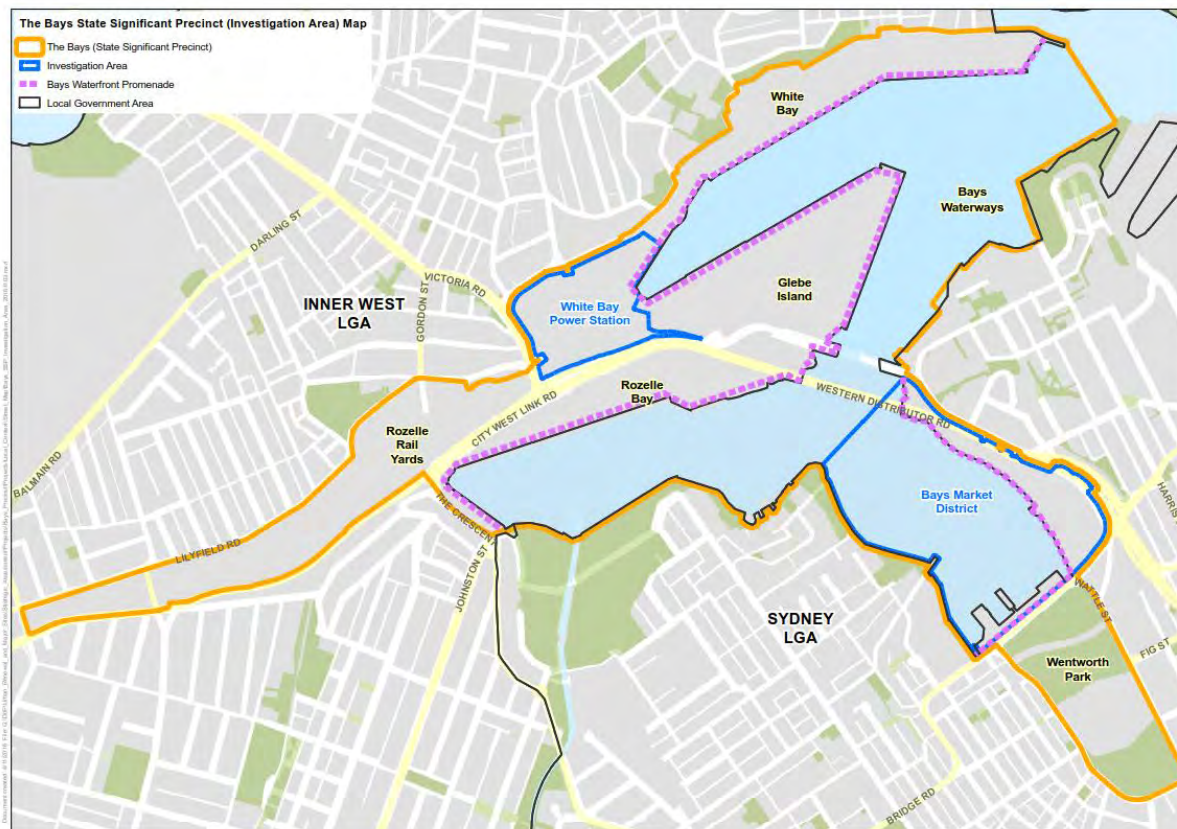 The Bays State Significant Precinct (Investigation Area) Map
The Bays (State Significant Precinct)
Investigation Area
Bays Waterfront Promenade
Local Government Area
White
Bay
Bays
Waterways
DARLING ST
VICTORIA RD
GORDON ST
INNER WEST
LGA
White Bay
Power Station
Glebe
Island
Rozelle
Bay
WESTERN DISTRIBUTOR RD
CITY WEST LINK RD
Rozelle
Rail
Yards
BALMAIN RD
Bays Market
District
HARRIS
THE CRESCENT
LILYFIELD RD
JOHNSTON ST
WATTLE ST
SYDNEY
LGA
FIG ST
Wentworth
Park
BRIDGE RD